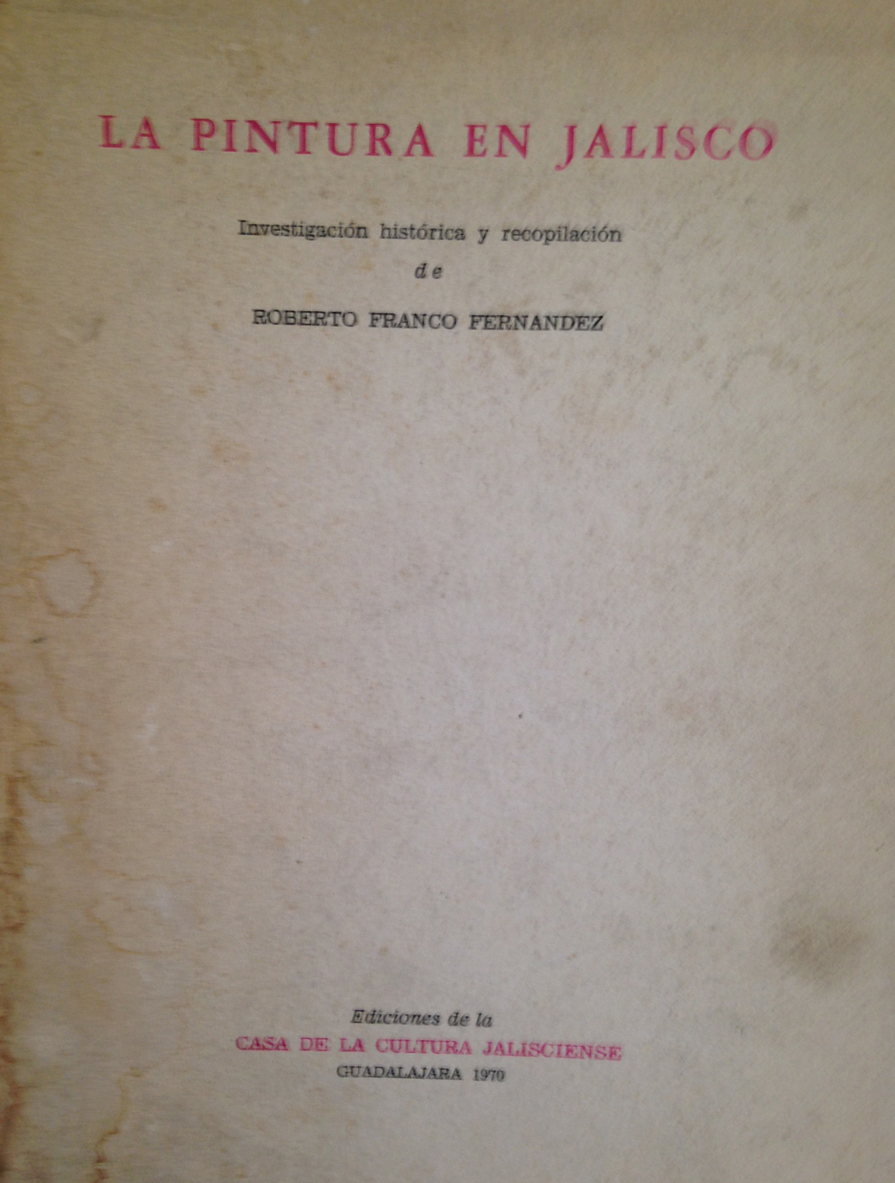 LA PINTURA EN JALISCO
Investigación histórica y recopilación
de
ROBERTO FRANCO FERNANDEZ
Ediciones de la
CASA DE LA CULTURA JALISCIENSE
GUADALAJARA 1970